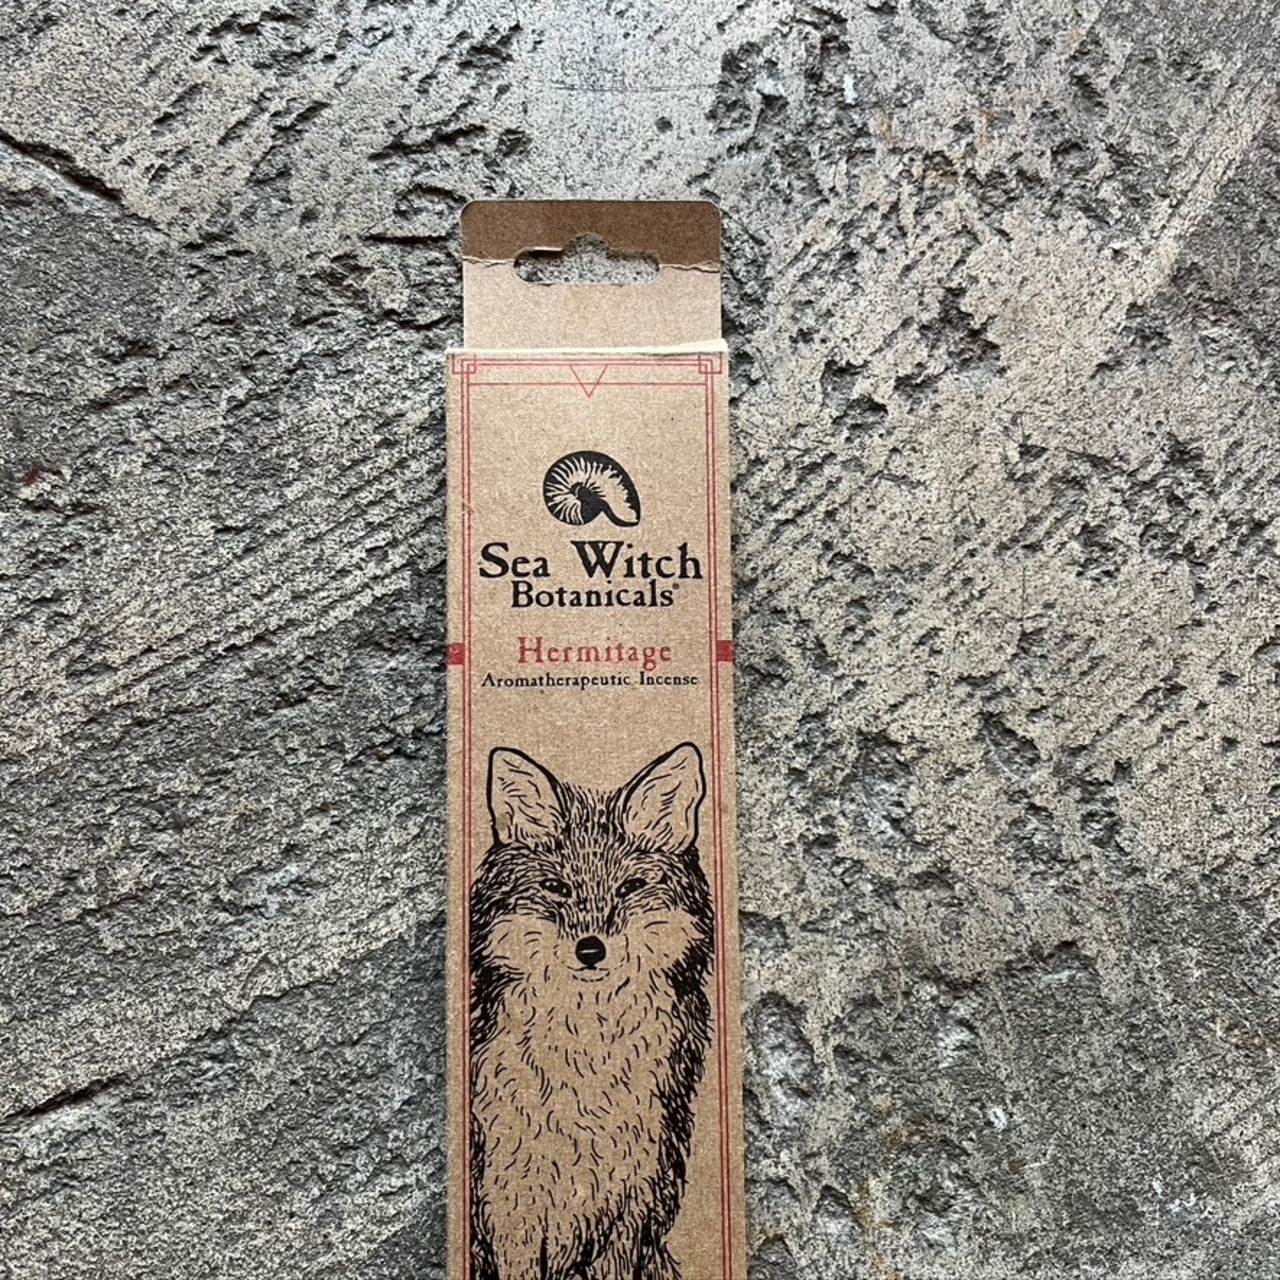 Sea Witch
Botanicals®
Hermitage
Aromatherapeutic Incense